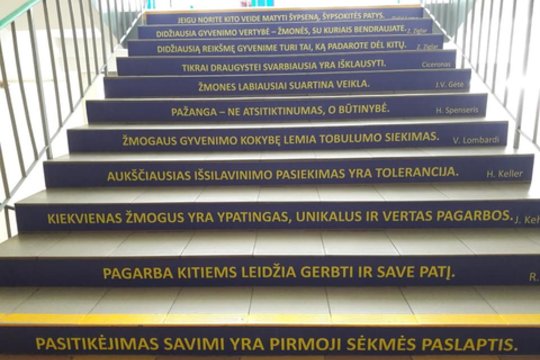 JEIGU NORITE KITO VEIDE MATYTI ŠYPSENĄ, ŠYPSOKITĖS PATYS.
DIDŽIAUSIA GYVENIMO VERTYBĖ – ŽMONĖS, SU KURIAIS BENDRAUJATE. Z. Ziglar
DIDŽIAUSIĄ REIKŠMĘ GYVENIME TURI TAI, KĄ PADAROTE DĖL KITŲ. Z. Ziglar
TIKRAI DRAUGYSTEI SVARBIAUSIA YRA IŠKLAUSYTI. Ciceronas
ŽMONES LABIAUSIAI SUARTINA VEIKLA. J.V. Gėtė
PAŽANGA – NE ATSITIKTINUMAS, O BŪTINYBĖ. H. Spenseris
ŽMOGAUS GYVENIMO KOKYBĘ LEMIA TOBULUMO SIEKIMAS. V. Lombardi
AUKŠČIAUSIAS IŠSILAVINIMO PASIEKIMAS YRA TOLERANCIJA. H. Keller
KIEKVIENAS ŽMOGUS YRA YPATINGAS, UNIKALUS IR VERTAS PAGARBOS. J. Keh
PAGARBA KITIEMS LEIDŽIA GERBTI IR SAVE PATĮ. R.
PASITIKĖJIMAS SAVIMI YRA PIRMOJI SĖKMĖS PASLAPTIS.